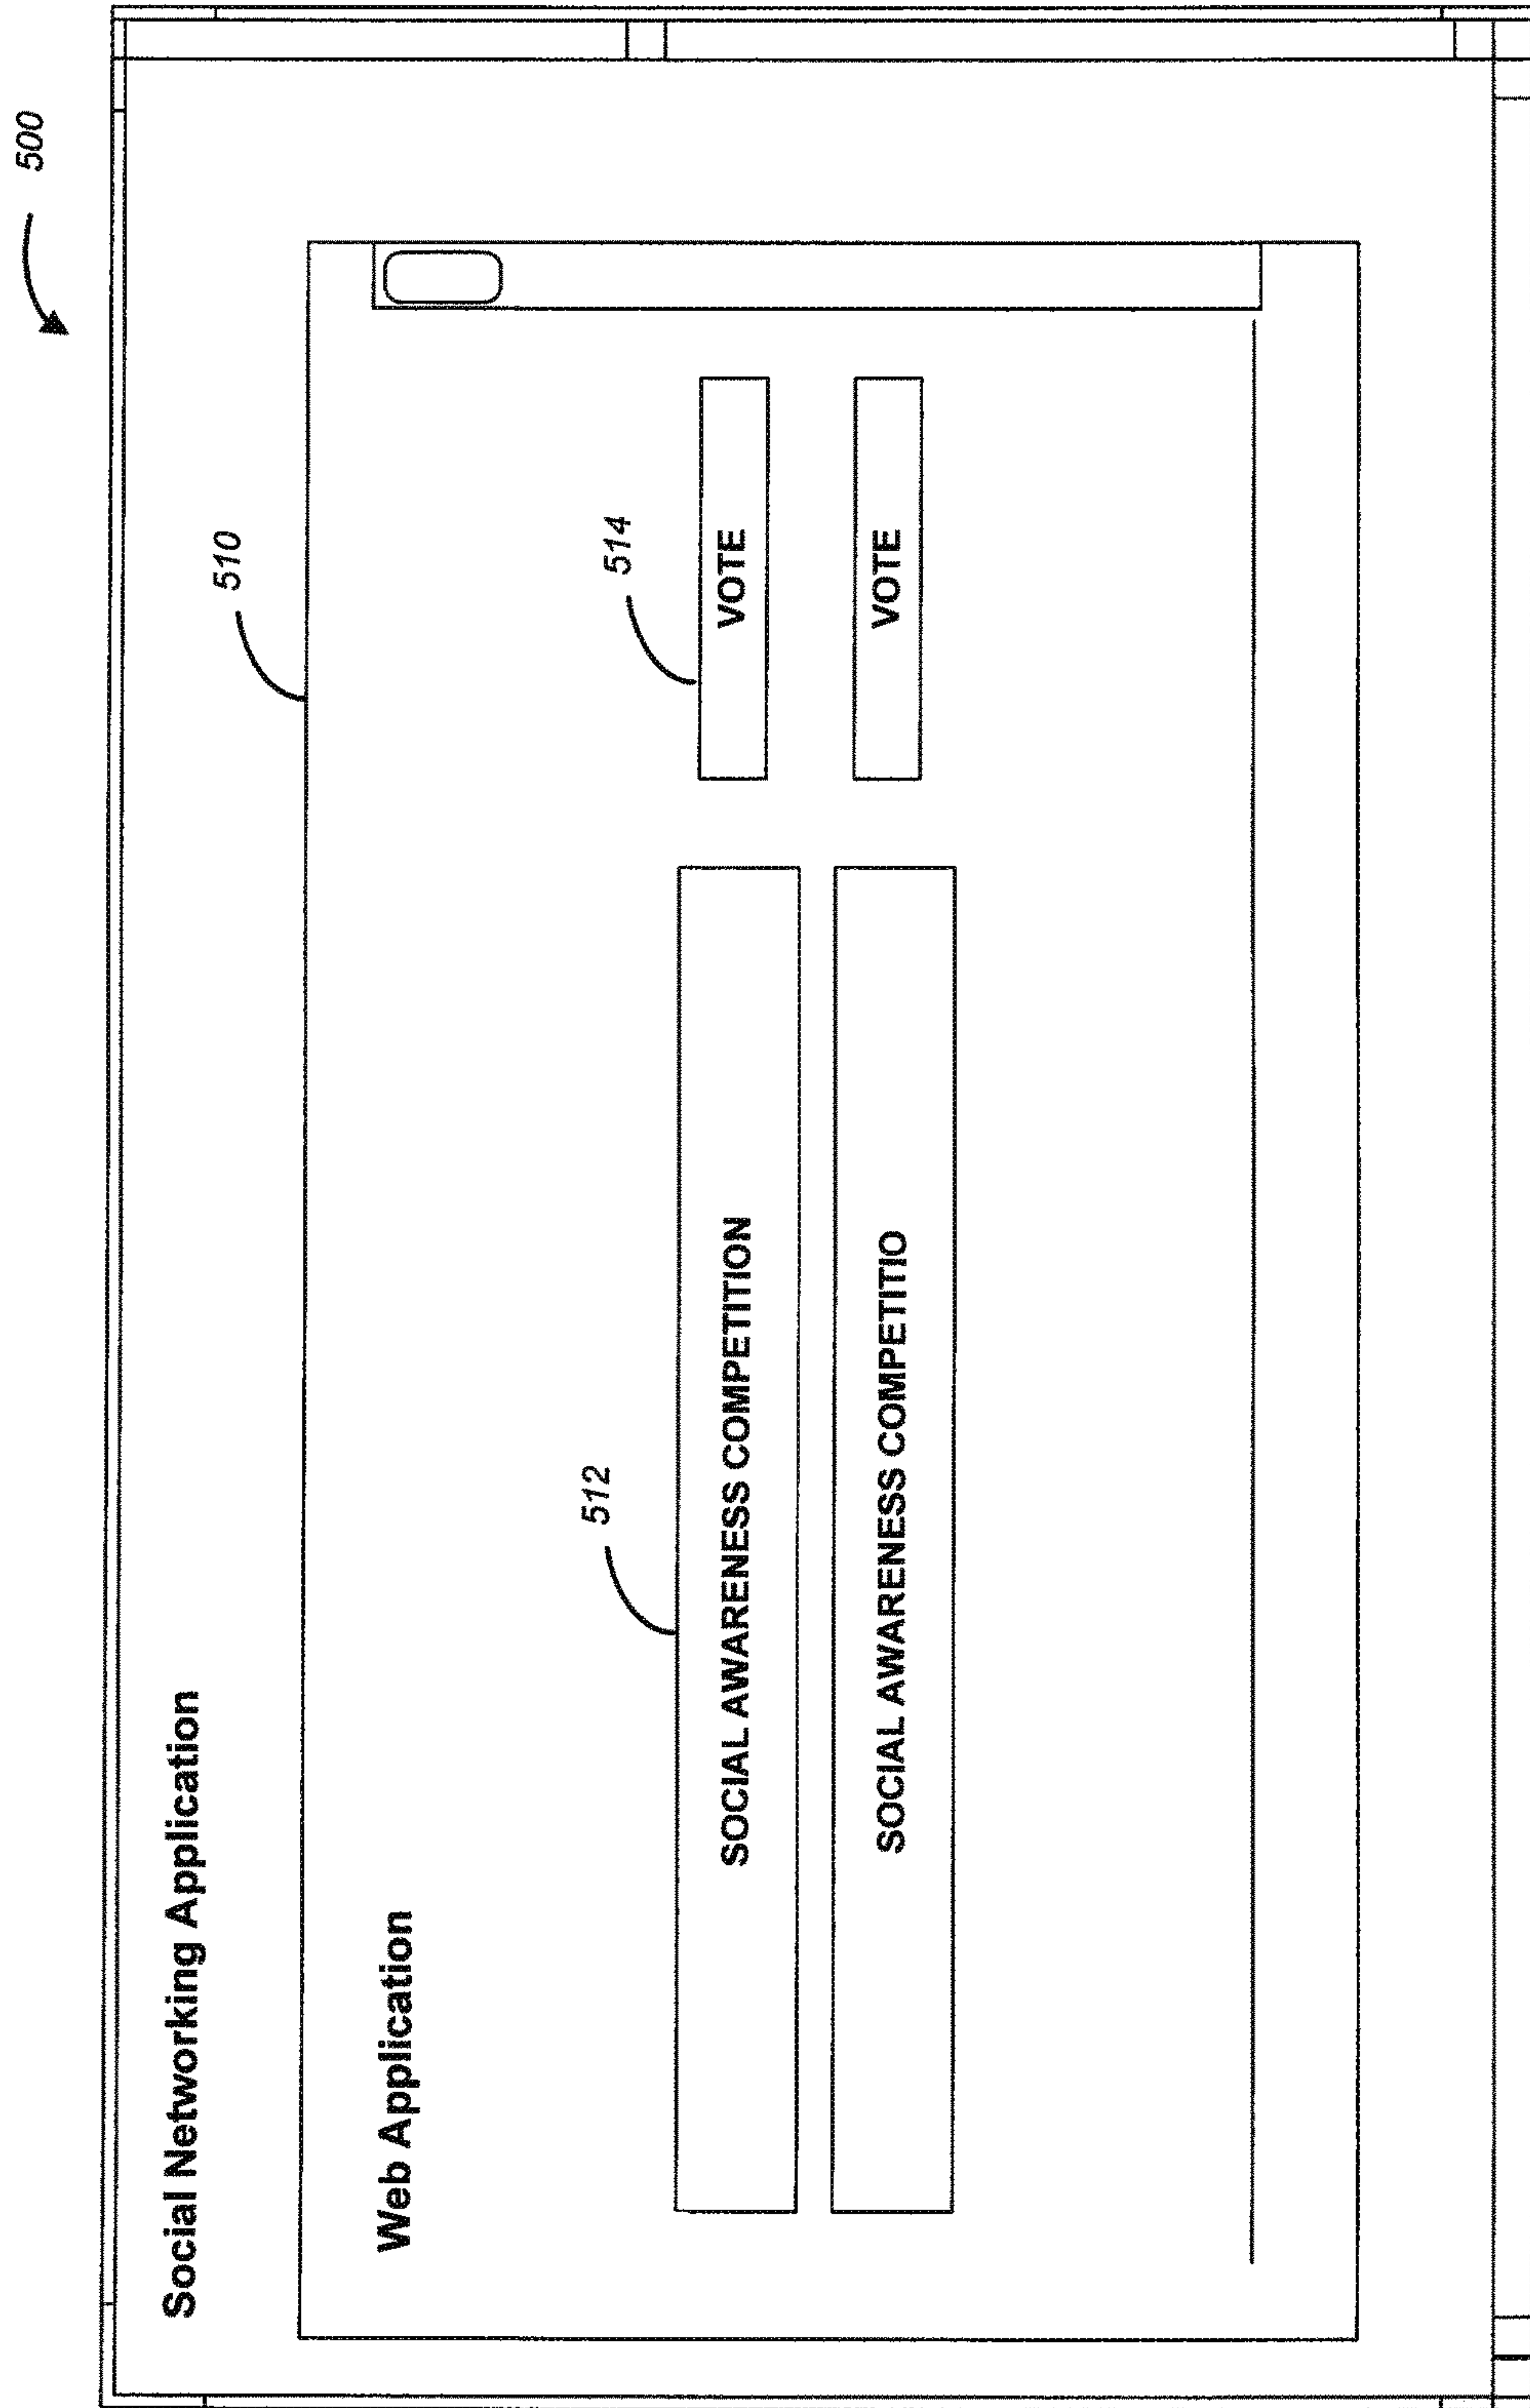 500
Social Networking Application
510
Web Application
514
512
SOCIAL AWARENESS COMPETITION
VOTE
SOCIAL AWARENESS COMPETITIO
VOTE